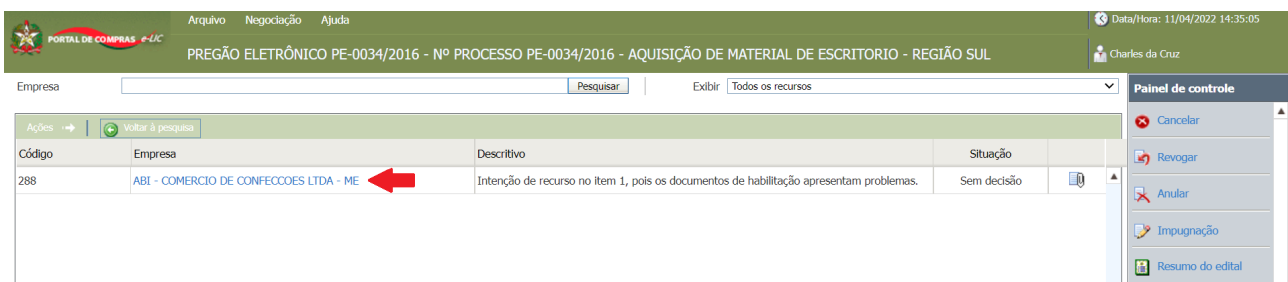 Arquivo Negociação Ajuda
Data/Hora: 11/04/2022 14:35:05
PORTAL DE COMPRAS e-LIC
PREGÃO ELETRÔNICO PE-0034/2016 - Nº PROCESSO PE-0034/2016 - AQUISIÇÃO DE MATERIAL DE ESCRITORIO - REGIÃO SUL
Charles da Cruz
Empresa Pesquisar Exibir Todos os recursos
Painel de controle
Ações Voltar à pesquisa
Cancelar
Código Empresa Descritivo Situação
Revogar
288 ABI - COMERCIO DE CONFECCOES LTDA - ME Intenção de recurso no item 1, pois os documentos de habilitação apresentam problemas. Sem decisão
Anular
Impugnação
Resumo do edital